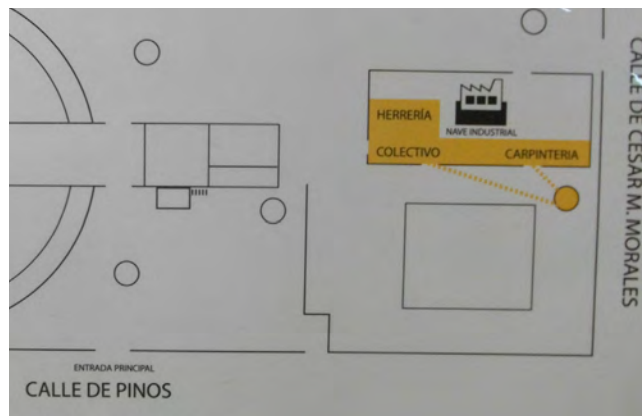 HERRERÍA
NAVE INDUSTRIAL
COLECTIVO
CARPINTERIA
CALLE DE CESAR M. MORALES
ENTRADA PRINCIPAL
CALLE DE PINOS